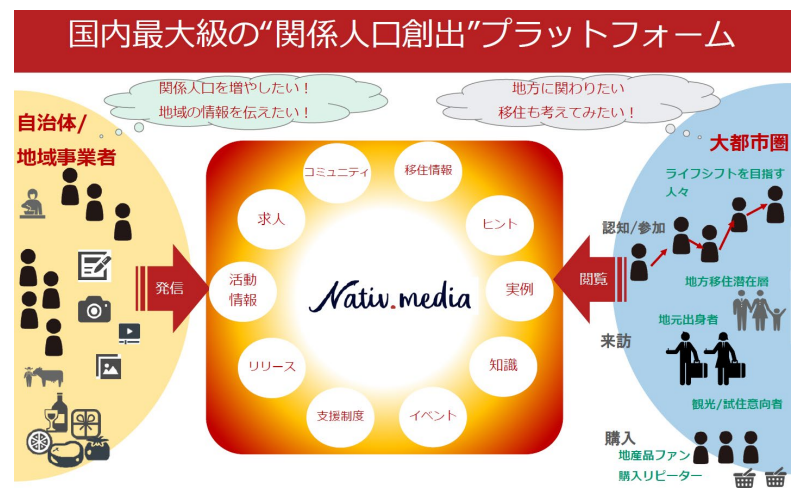 国内最大級の“関係人口創出”プラットフォーム
関係人口を増やしたい！
地域の情報を伝えたい！
地方に関わりたい
移住も考えてみたい！
自治体/
地域事業者
大都市圏
ライフシフトを目指す
人々
コミュニティ
移住情報
求人
ヒント
認知/参加
発信
活動
情報
Nativ.media
実例
閲覧
地方移住潜在層
地元出身者
来訪
リリース
知識
支援制度
イベント
観光/試住意向者
購入
地産品ファン
購入リピーター